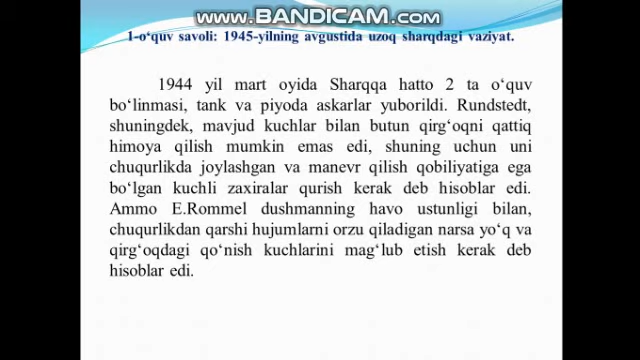 www.BANDICAM.com
1-o‘quv savoli: 1945-yilning avgustida uzoq sharqdagi vaziyat.
1944 yil mart oyida Sharqqa hatto 2 ta o‘quv
bo‘linmasi, tank va piyoda askarlar yuborildi. Rundstedt,
shuningdek, mavjud kuchlar bilan butun qirg‘oqni qattiq
himoya qilish mumkin emas edi, shuning uchun uni
chuqurlikda joylashgan va manevr qilish qobiliyatiga ega
bo‘lgan kuchli zaxiralar qurish kerak deb hisoblar edi.
Ammo E.Rommel dushmanning havo ustunligi bilan,
chuqurlikdan qarshi hujumlarni orzu qiladigan narsa yo‘q va
qirg‘oqdagi qo‘nish kuchlarini mag‘lub etish kerak deb
hisoblar edi.